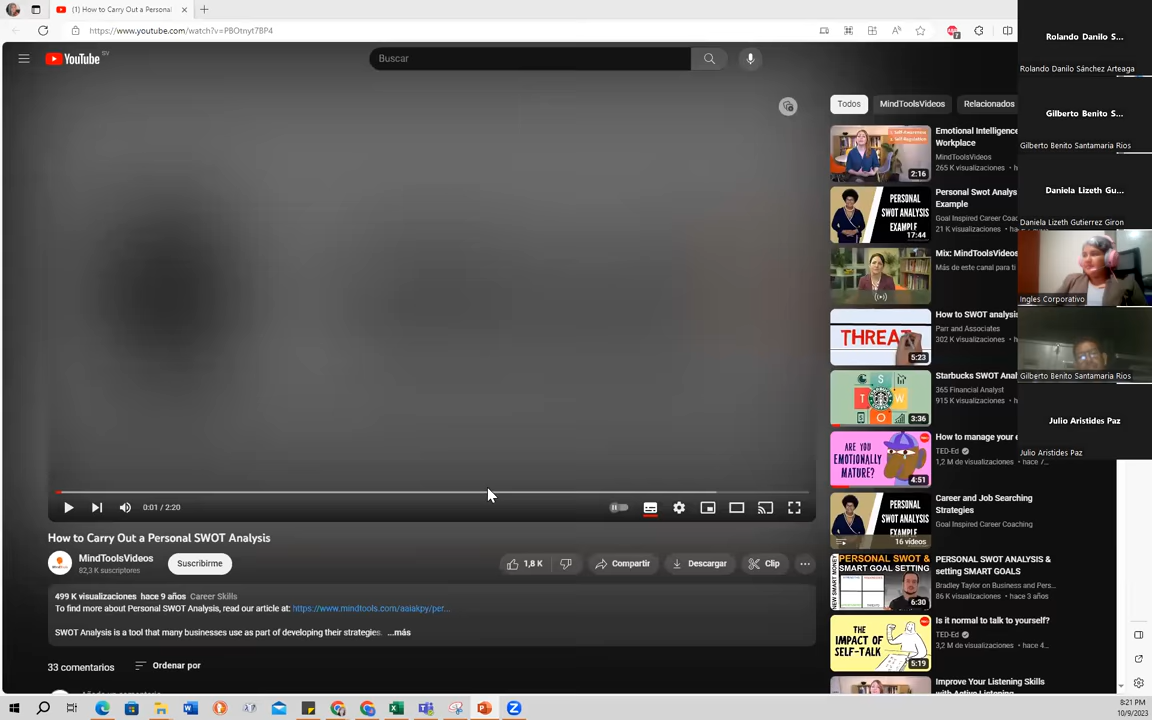 (1) How to Carry Out a Personal
https://www.youtube.com/watch?v=PBOtnyt7BP4
YouTube SV
Buscar
Todos
MindToolsVideos
Relacionados
Emotional Intelligence
Workplace
MindToolsVideos
265 K visualizaciones
2:16
PERSONAL
SWOT ANALYSIS
EXAMPLE
17:44
Personal Swot Analys
Example
Goal Inspired Career Coac
21 K visualizaciones
Mix: MindToolsVideos
Más de este canal para ti
THREAT
5:23
How to SWOT analysis
Parr and Associates
302 K visualizaciones
S
T
W
O
3:36
Starbucks SWOT Anal
365 Financial Analyst
915 K visualizaciones
ARE YOU
EMOTIONALLY
MATURE?
4:51
How to manage your e
TED-Ed
1,2 M de visualizaciones
PERSONAL
SWOT ANALYSIS
EXAMPLE
16 videos
Career and Job Searching
Strategies
Goal Inspired Career Coaching
PERSONAL SWOT &
SMART GOAL SETTING
6:30
PERSONAL SWOT ANALYSIS &
setting SMART GOALS
Bradley Taylor on Business and Pers...
86 K visualizaciones • hace 3 años
THE
IMPACT OF
SELF-TALK
5:19
Is it normal to talk to yourself?
TED-Ed
3,2 M de visualizaciones • hace 4...
Improve Your Listening Skills
with Active Listening
0:01 / 2:20
How to Carry Out a Personal SWOT Analysis
MindToolsVideos
82,3 K suscriptores
Suscribirme
1,8 K
Compartir
Descargar
Clip
499 K visualizaciones hace 9 años Career Skills
To find more about Personal SWOT Analysis, read our article at: https://www.mindtools.com/aaiakpy/per...
SWOT Analysis is a tool that many businesses use as part of developing their strategies. ...más
33 comentarios
Ordenar por
Rolando Danilo S...
Rolando Danilo Sánchez Arteaga
Gilberto Benito S...
Gilberto Benito Santamaria Rios
Daniela Lizeth Gu...
Daniela Lizeth Gutierrez Giron
Ingles Corporativo
Gilberto Benito Santamaria Rios
Julio Aristides Paz
Julio Aristides Paz
8:21 PM
10/9/2023